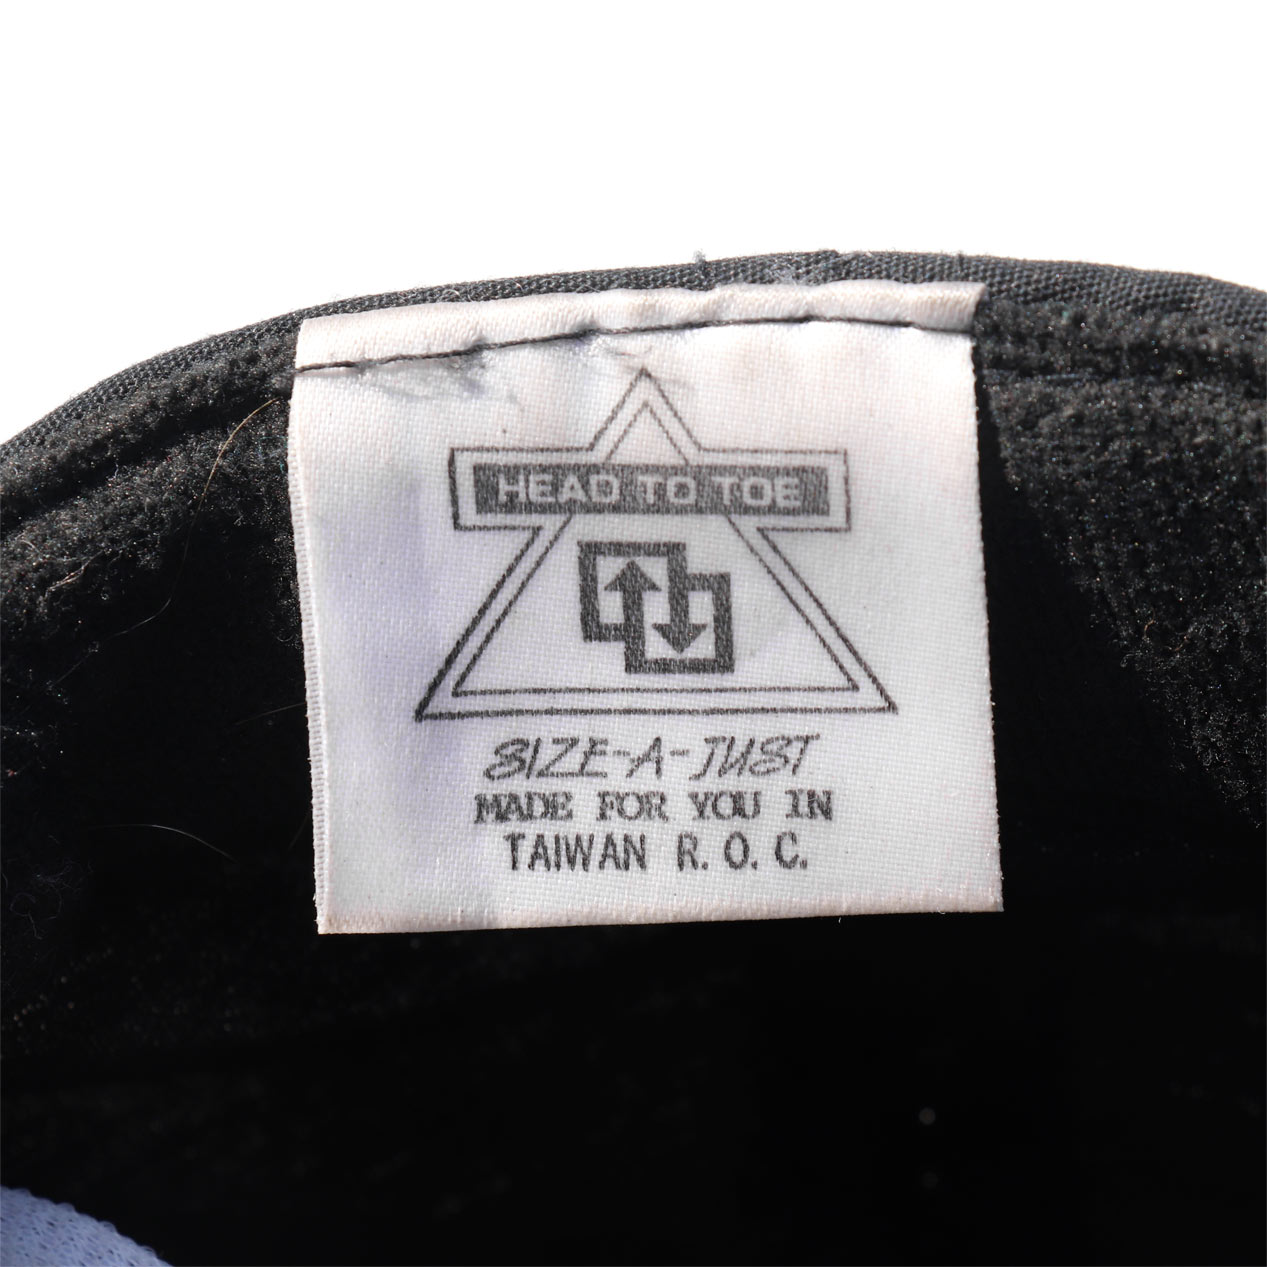 HEAD TO TOE
SIZE-A-JUST
MADE FOR YOU IN
TAIWAN R. O. C.